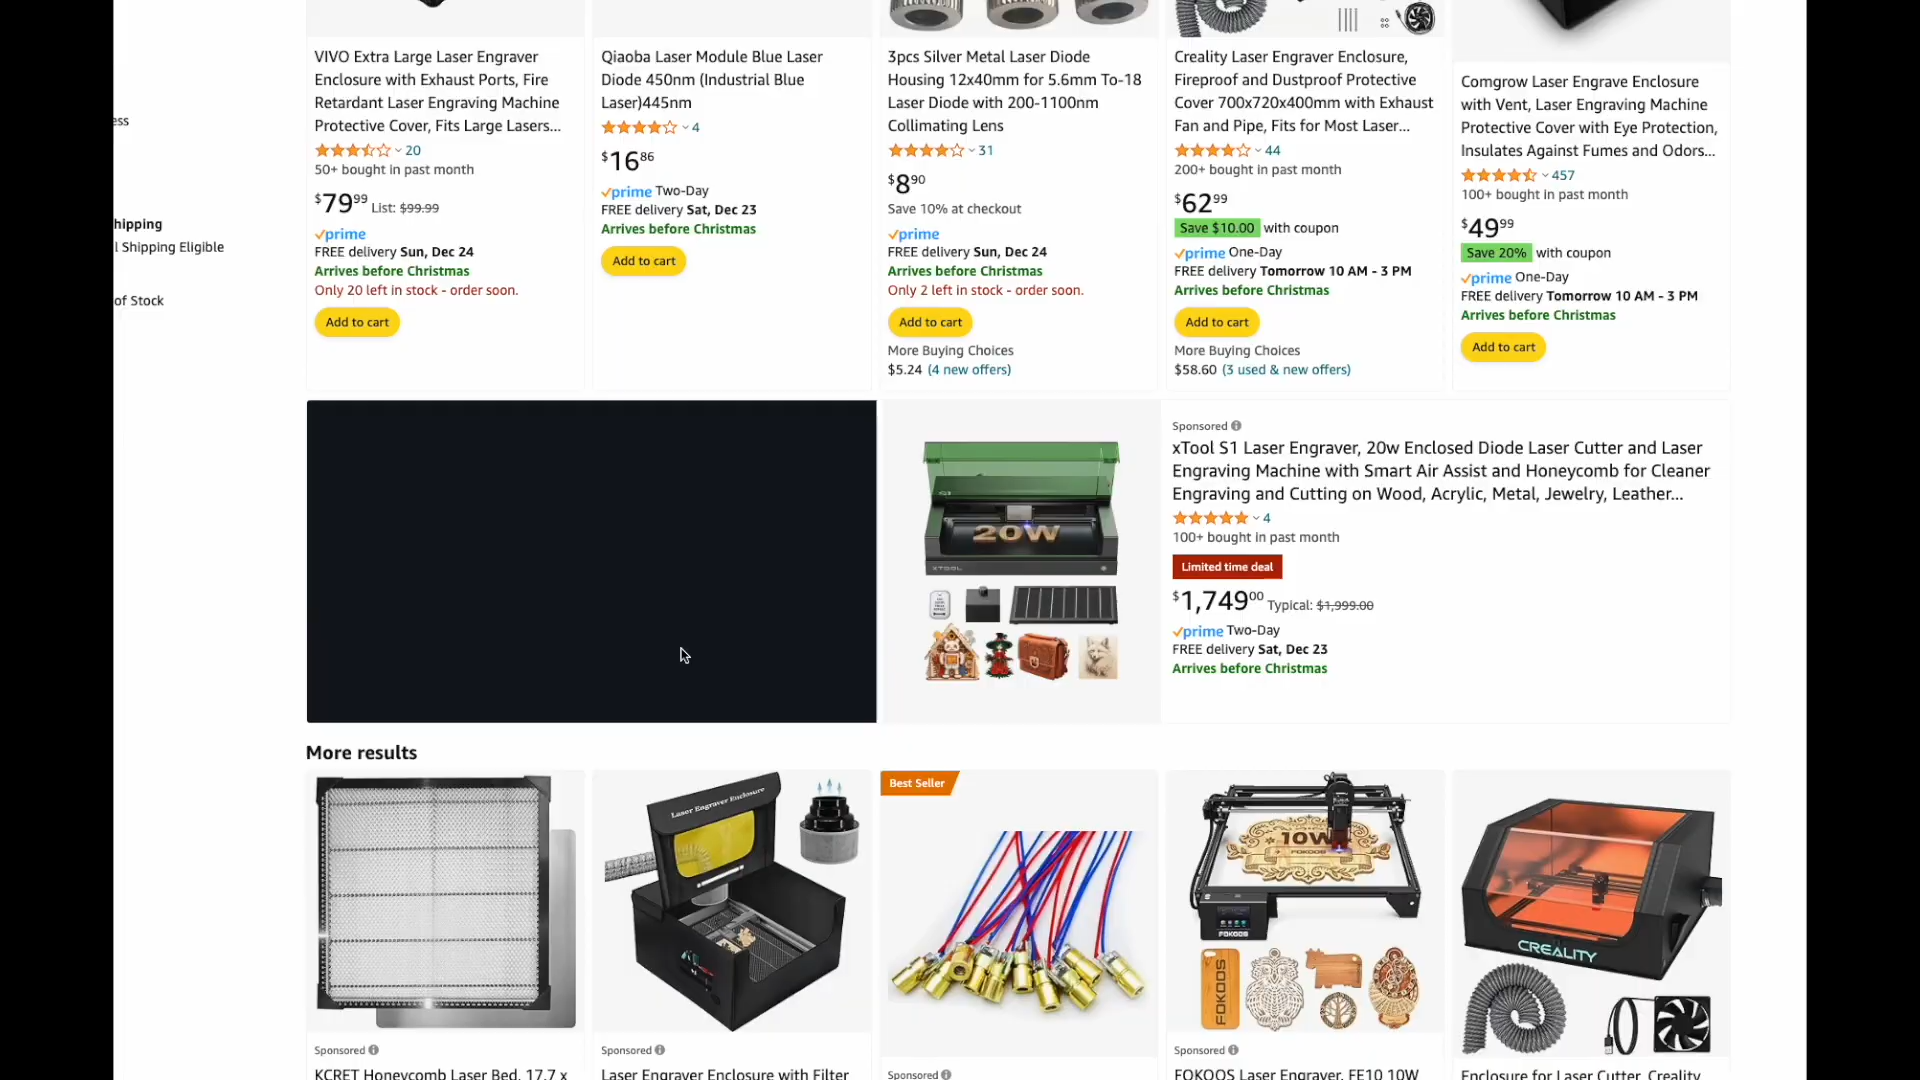 ess
hipping
l Shipping Eligible
of Stock
VIVO Extra Large Laser Engraver
Enclosure with Exhaust Ports, Fire
Retardant Laser Engraving Machine
Protective Cover, Fits Large Lasers...
20
50+ bought in past month
$79.99 List: $99.99
prime
FREE delivery Sun, Dec 24
Arrives before Christmas
Only 20 left in stock - order soon.
Add to cart
Qiaoba Laser Module Blue Laser
Diode 450nm (Industrial Blue
Laser)445nm
4
$16.86
prime Two-Day
FREE delivery Sat, Dec 23
Arrives before Christmas
Add to cart
3pcs Silver Metal Laser Diode
Housing 12x40mm for 5.6mm To-18
Laser Diode with 200-1100nm
Collimating Lens
31
$8.90
Save 10% at checkout
prime
FREE delivery Sun, Dec 24
Arrives before Christmas
Only 2 left in stock - order soon.
Add to cart
More Buying Choices
$5.24 (4 new offers)
Creality Laser Engraver Enclosure,
Fireproof and Dustproof Protective
Cover 700x720x400mm with Exhaust
Fan and Pipe, Fits for Most Laser...
44
200+ bought in past month
$62.99
Save $10.00 with coupon
prime One-Day
FREE delivery Tomorrow 10 AM - 3 PM
Arrives before Christmas
Add to cart
More Buying Choices
$58.60 (3 used & new offers)
Comgrow Laser Engrave Enclosure
with Vent, Laser Engraving Machine
Protective Cover with Eye Protection,
Insulates Against Fumes and Odors...
457
100+ bought in past month
$49.99
Save 20% with coupon
prime One-Day
FREE delivery Tomorrow 10 AM - 3 PM
Arrives before Christmas
Add to cart
20W
XTOOL
Sponsored
xTool S1 Laser Engraver, 20w Enclosed Diode Laser Cutter and Laser
Engraving Machine with Smart Air Assist and Honeycomb for Cleaner
Engraving and Cutting on Wood, Acrylic, Metal, Jewelry, Leather...
4
100+ bought in past month
Limited time deal
$1,749.00 Typical: $1,999.00
prime Two-Day
FREE delivery Sat, Dec 23
Arrives before Christmas
More results
Laser Engraver Enclosure
Best Seller
10W
FOKOOS
FOKOOS
FOKOOS
CREALITY
Sponsored
KCRET Honeycomb Laser Bed, 17.7 x
Sponsored
Laser Engraver Enclosure with Filter
Sponsored
Sponsored
FOKOOS Laser Engraver, FE10 10W
Enclosure for Laser Cutter, Creality